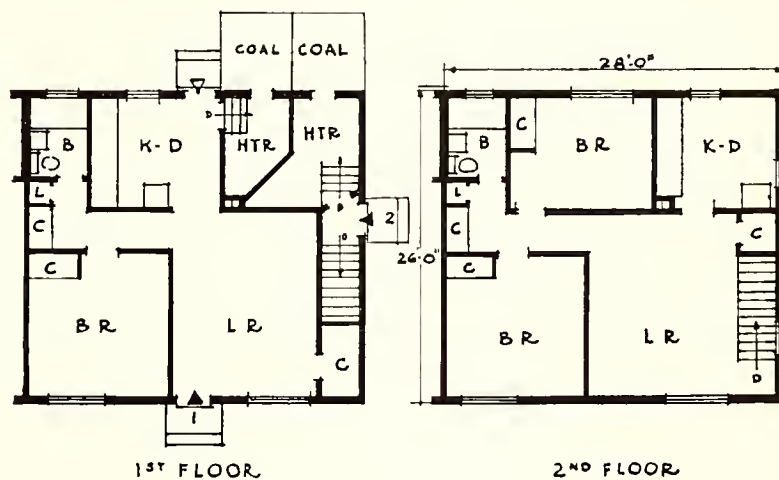 COAL COAL
B K-D D HTR HTR
L
C
C
BR LR
D
D
2
C
1
1ST FLOOR
28'-0"
B C BR K-D
L
C
C
C
26'-0"
BR LR
D
2ND FLOOR